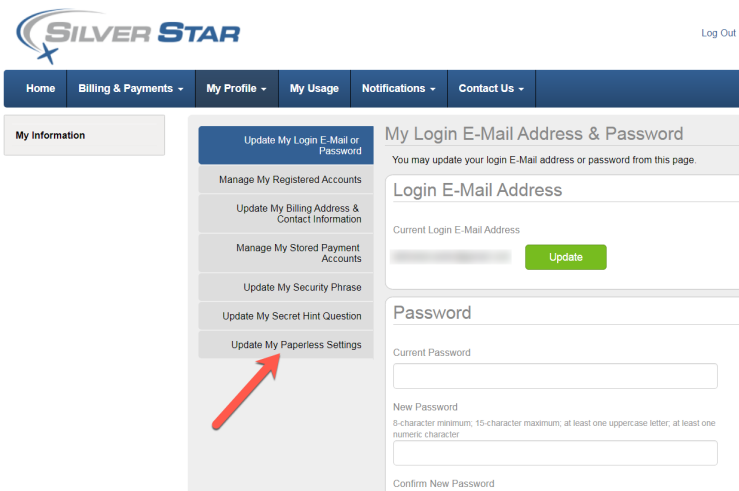 SILVER STAR
Log Out
Home
Billing & Payments
My Profile
My Usage
Notifications
Contact Us
My Information
Update My Login E-Mail or
Password
Manage My Registered Accounts
Update My Billing Address &
Contact Information
Manage My Stored Payment
Accounts
Update My Security Phrase
Update My Secret Hint Question
Update My Paperless Settings
My Login E-Mail Address & Password
You may update your login E-Mail address or password from this page.
Login E-Mail Address
Current Login E-Mail Address
Update
Password
Current Password
New Password
8-character minimum; 15-character maximum; at least one uppercase letter; at least one
numeric character
Confirm New Password